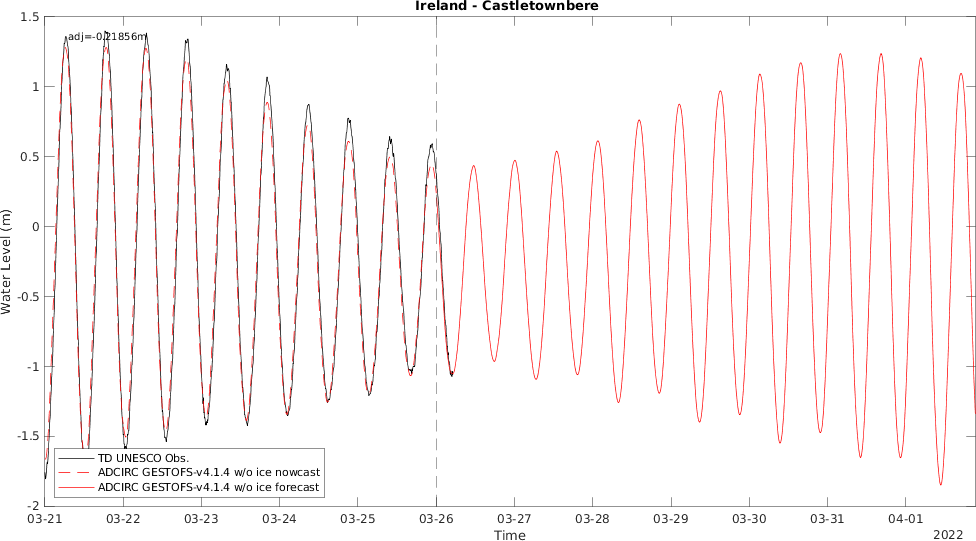 Ireland - Castletownbere
adj=-0.21856m
1.5
1
0.5
0
-0.5
-1
-1.5
-2
Water Level (m)
TD UNESCO Obs.
ADCIRC GESTOFS-v4.1.4 w/o ice nowcast
ADCIRC GESTOFS-v4.1.4 w/o ice forecast
03-21 03-22 03-23 03-24 03-25 03-26 03-27 03-28 03-29 03-30 03-31 04-01
Time
2022